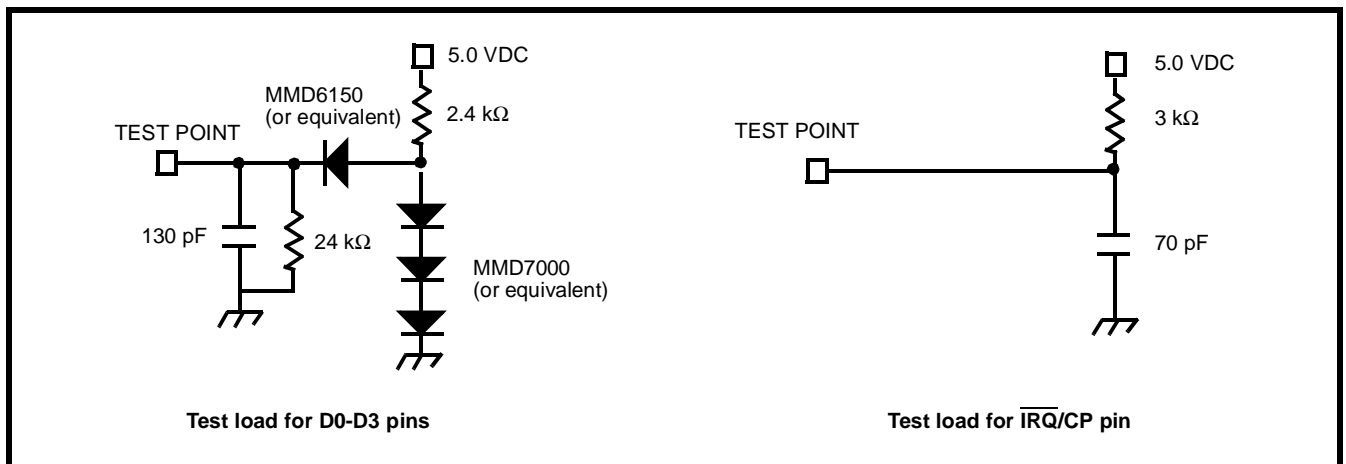 5.0 VDC
MMD6150
(or equivalent)
2.4 kΩ
TEST POINT
130 pF
24 kΩ
MMD7000
(or equivalent)
Test load for D0-D3 pins
5.0 VDC
3 kΩ
TEST POINT
70 pF
Test load for I̅R̅Q̅/CP pin